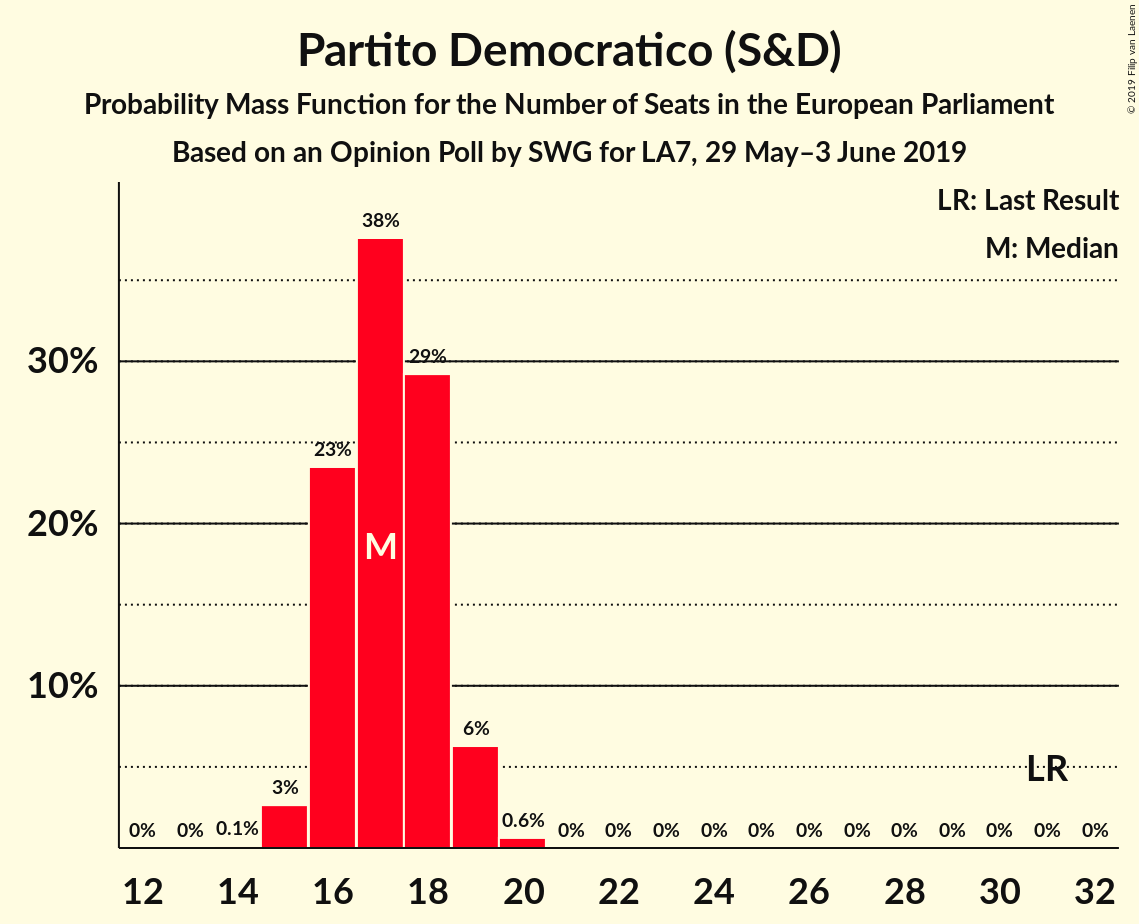 Partito Democratico (S&D)
Probability Mass Function for the Number of Seats in the European Parliament
Based on an Opinion Poll by SWG for LA7, 29 May–3 June 2019
© 2019 Filip van Laenen
LR: Last Result
M: Median
38%
30%
29%
23%
20%
M
10%
6%
LR
3%
0% 0% 0.1% 0.6% 0% 0% 0% 0% 0% 0% 0% 0% 0% 0% 0% 0%
12 14 16 18 20 22 24 26 28 30 32